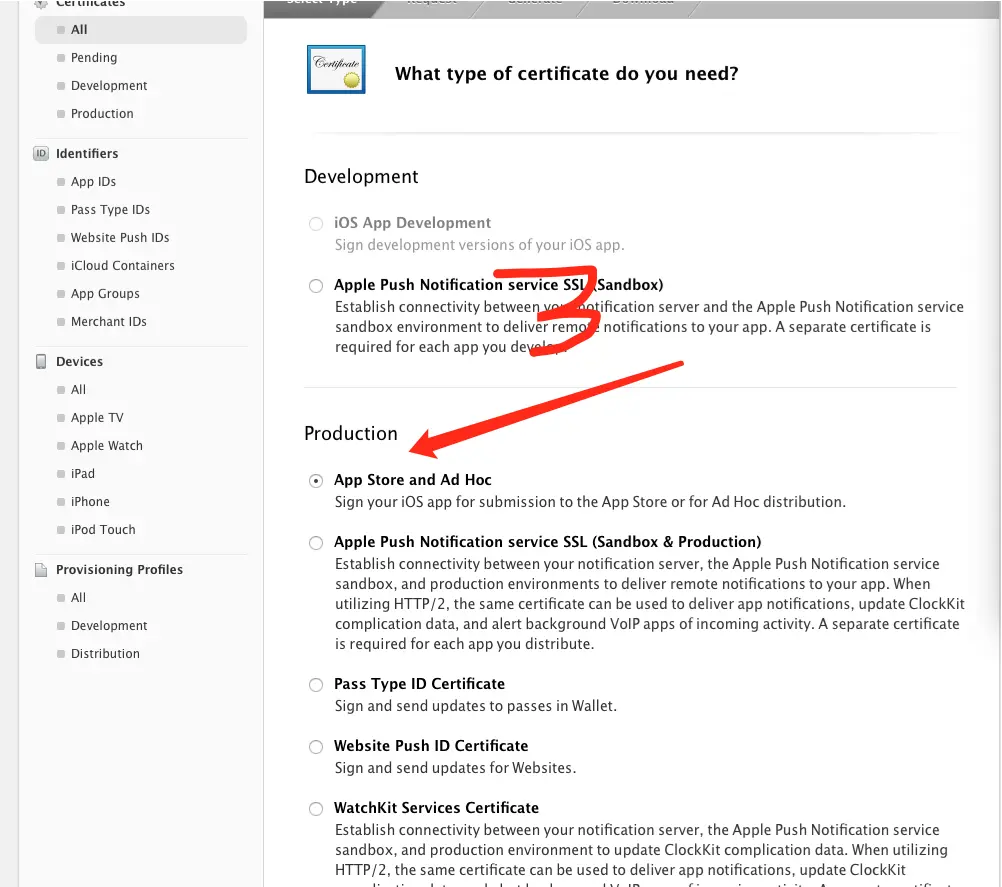 Certificates
All
Pending
Development
Production
Identifiers
App IDs
Pass Type IDs
Website Push IDs
iCloud Containers
App Groups
Merchant IDs
Devices
All
Apple TV
Apple Watch
iPad
iPhone
iPod Touch
Provisioning Profiles
All
Development
Distribution
Select Type
Request
Generate
Download
Certificate
What type of certificate do you need?
Development
iOS App Development
Sign development versions of your iOS app.
Apple Push Notification service SSL (Sandbox)
Establish connectivity between your notification server and the Apple Push Notification service
sandbox environment to deliver remote notifications to your app. A separate certificate is
required for each app you develop.
3
Production
App Store and Ad Hoc
Sign your iOS app for submission to the App Store or for Ad Hoc distribution.
Apple Push Notification service SSL (Sandbox & Production)
Establish connectivity between your notification server, the Apple Push Notification service
sandbox, and production environments to deliver remote notifications to your app. When
utilizing HTTP/2, the same certificate can be used to deliver app notifications, update ClockKit
complication data, and alert background VoIP apps of incoming activity. A separate certificate
is required for each app you distribute.
Pass Type ID Certificate
Sign and send updates to passes in Wallet.
Website Push ID Certificate
Sign and send updates for Websites.
WatchKit Services Certificate
Establish connectivity between your notification server, the Apple Push Notification service
sandbox, and production environment to update ClockKit complication data. When utilizing
HTTP/2, the same certificate can be used to deliver app notifications, update ClockKit